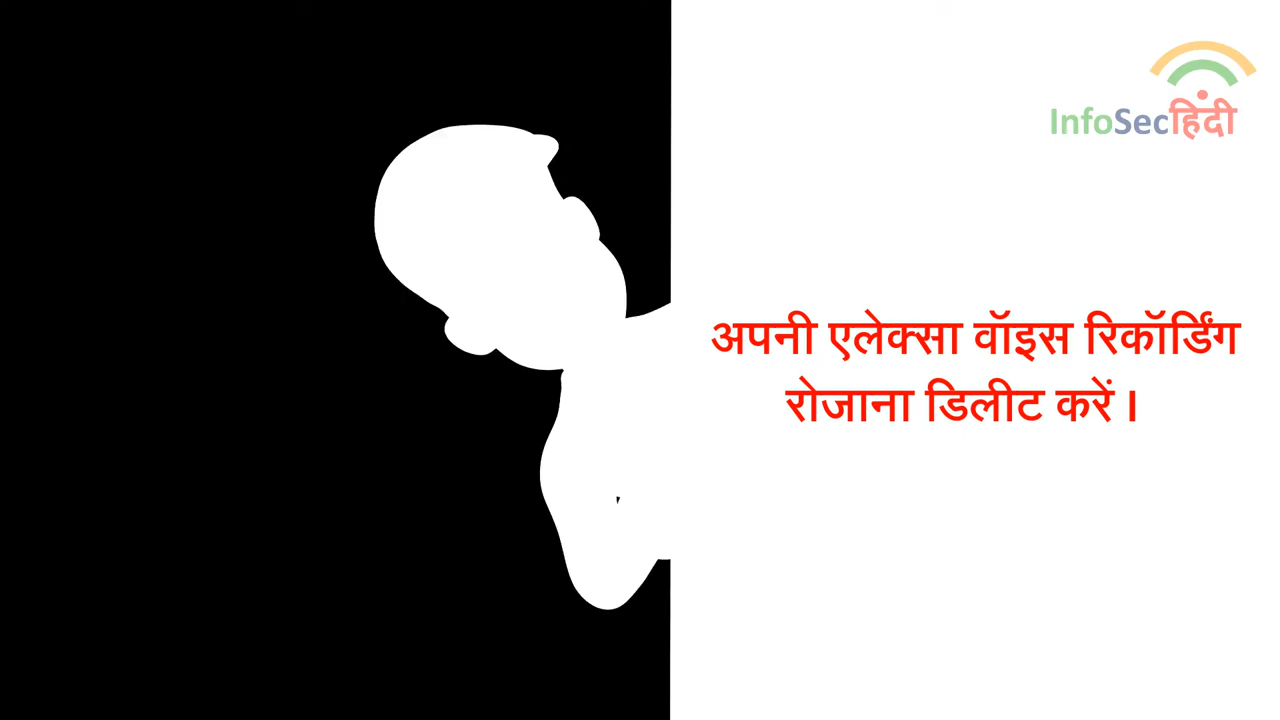 InfoSecहिंदी
अपनी एलेक्सा वॉइस रिकॉर्डिंग
रोजाना डिलीट करें।